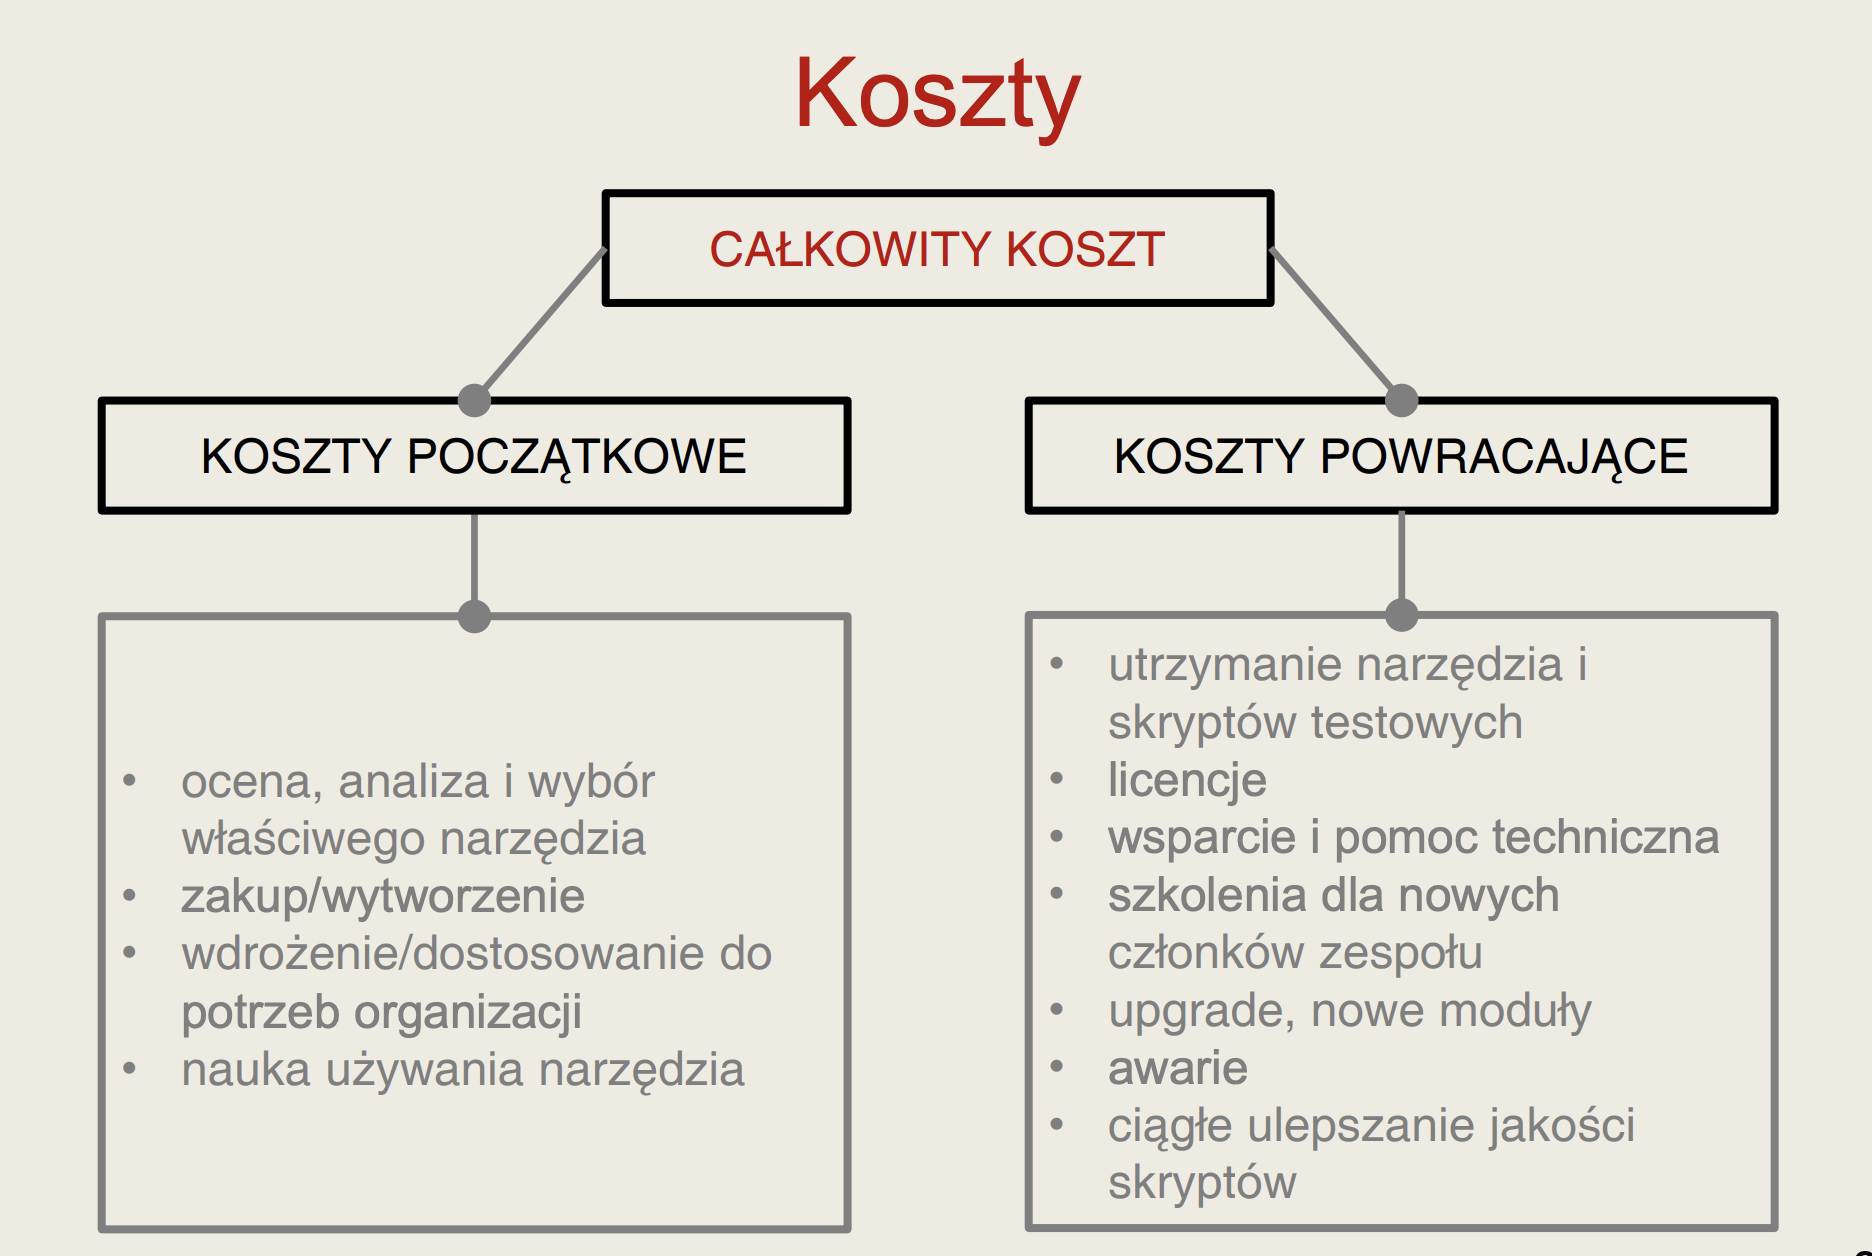 Koszty
CAŁKOWITY KOSZT
KOSZTY POCZĄTKOWE
KOSZTY POWRACAJĄCE
• ocena, analiza i wybór
właściwego narzędzia
• zakup/wytworzenie
• wdrożenie/dostosowanie do
potrzeb organizacji
• nauka używania narzędzia
• utrzymanie narzędzia i
skryptów testowych
• licencje
• wsparcie i pomoc techniczna
• szkolenia dla nowych
członków zespołu
• upgrade, nowe moduły
• awarie
• ciągłe ulepszanie jakości
skryptów